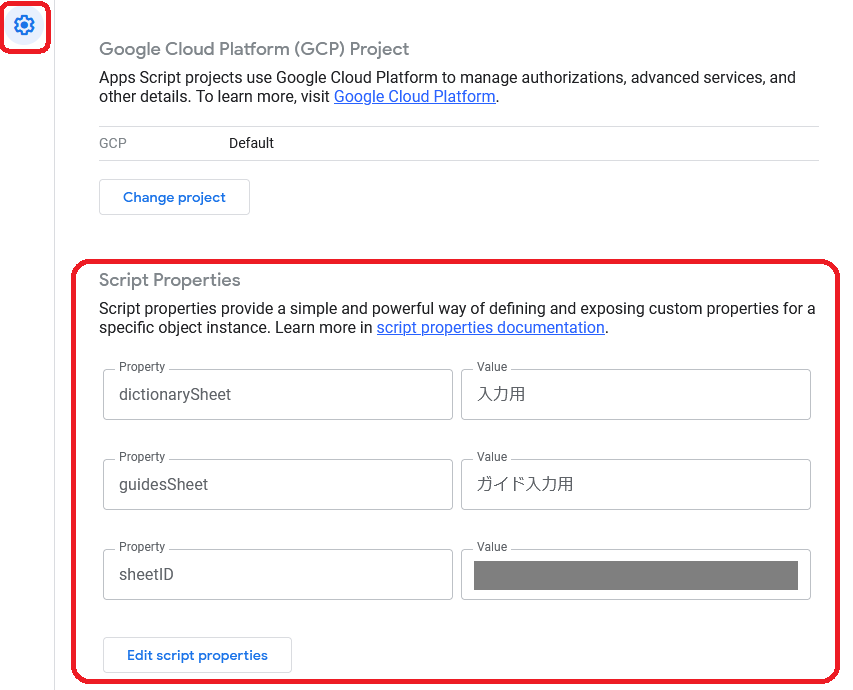 Google Cloud Platform (GCP) Project
Apps Script projects use Google Cloud Platform to manage authorizations, advanced services, and
other details. To learn more, visit Google Cloud Platform.
GCP Default
Change project
Script Properties
Script properties provide a simple and powerful way of defining and exposing custom properties for a
specific object instance. Learn more in script properties documentation.
Property Value
dictionarySheet 入力用
Property Value
guidesSheet ガイド入力用
Property Value
sheetID
Edit script properties